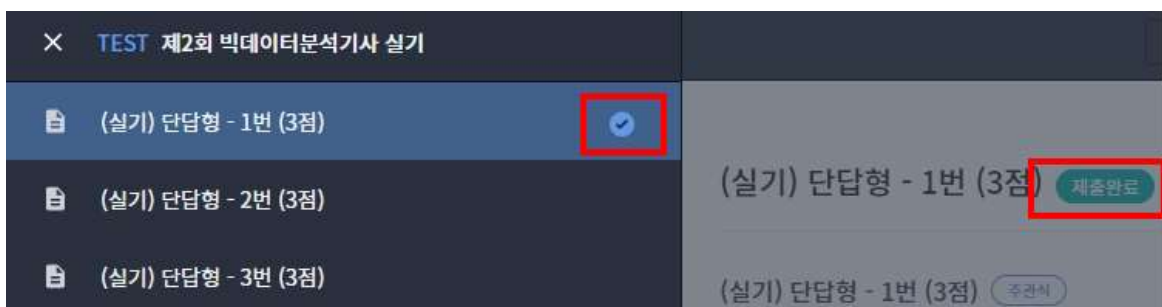 × TEST 제2회 빅데이터분석기사 실기
(실기) 단답형 - 1번 (3점)
(실기) 단답형 - 2번 (3점)
(실기) 단답형 - 3번 (3점)
(실기) 단답형 - 1번 (3점) 제출완료
(실기) 단답형 - 1번 (3점) 주관식